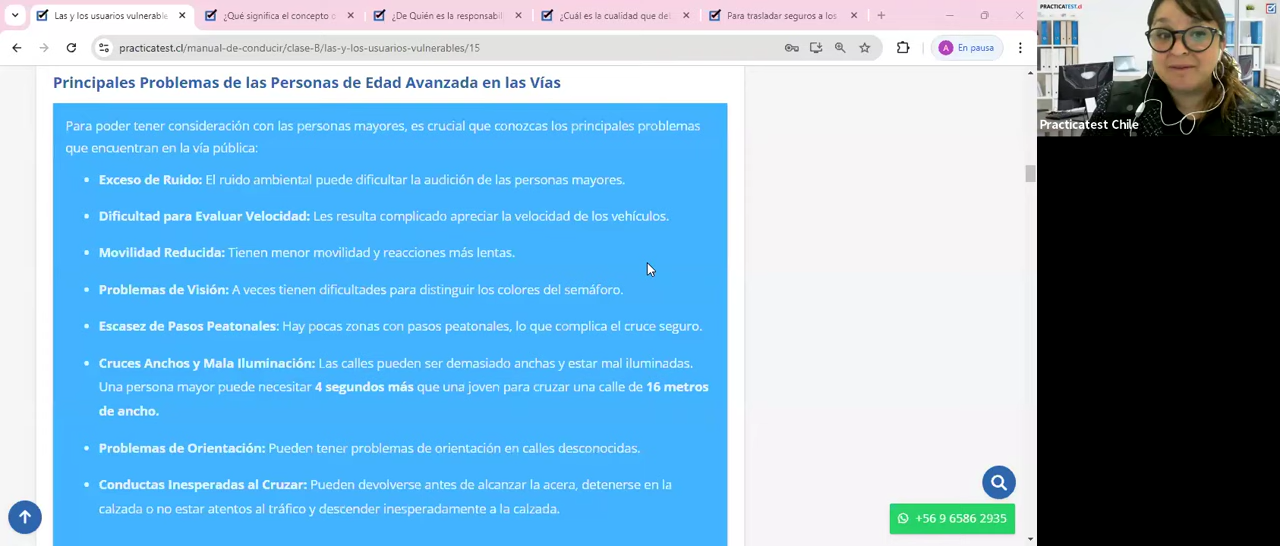 Las y los usuarios vulnerable
¿Qué significa el concepto d
¿De Quién es la responsabil
¿Cuál es la cualidad que del
Para trasladar seguros a los
practicatest.cl/manual-de-conducir/clase-B/las-y-los-usuarios-vulnerables/15
A
En pausa
PRACTICATEST.cl
Practicatest Chile
Principales Problemas de las Personas de Edad Avanzada en las Vías
Para poder tener consideración con las personas mayores, es crucial que conozcas los principales problemas
que encuentran en la vía pública:
Exceso de Ruido: El ruido ambiental puede dificultar la audición de las personas mayores.
Dificultad para Evaluar Velocidad: Les resulta complicado apreciar la velocidad de los vehículos.
Movilidad Reducida: Tienen menor movilidad y reacciones más lentas.
Problemas de Visión: A veces tienen dificultades para distinguir los colores del semáforo.
Escasez de Pasos Peatonales: Hay pocas zonas con pasos peatonales, lo que complica el cruce seguro.
Cruces Anchos y Mala Iluminación: Las calles pueden ser demasiado anchas y estar mal iluminadas.
Una persona mayor puede necesitar 4 segundos más que una joven para cruzar una calle de 16 metros
de ancho.
Problemas de Orientación: Pueden tener problemas de orientación en calles desconocidas.
Conductas Inesperadas al Cruzar: Pueden devolverse antes de alcanzar la acera, detenerse en la
calzada o no estar atentos al tráfico y descender inesperadamente a la calzada.
+56 9 6586 2935